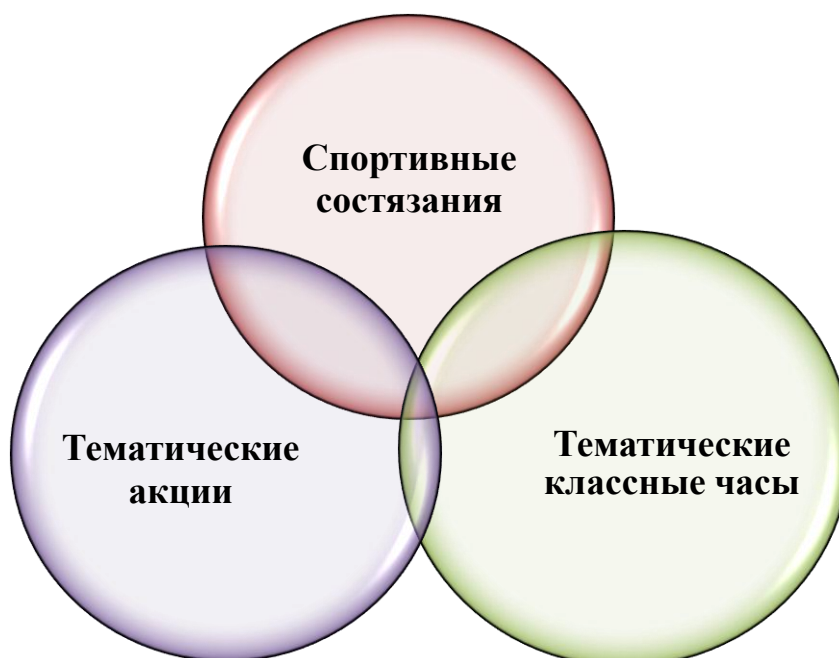 Спортивные
состязания
Тематические
акции
Тематические
классные часы